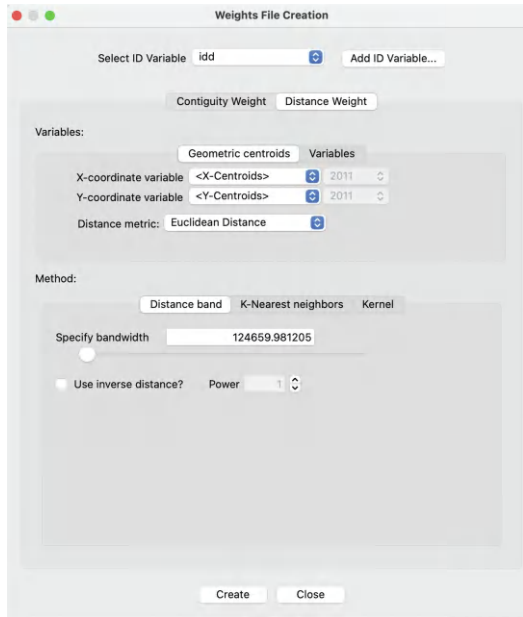 Weights File Creation
Select ID Variable idd Add ID Variable...
Contiguity Weight Distance Weight
Variables:
Geometric centroids Variables
X-coordinate variable <X-Centroids> 2011
Y-coordinate variable <Y-Centroids> 2011
Distance metric: Euclidean Distance
Method:
Distance band K-Nearest neighbors Kernel
Specify bandwidth 124659.981205
Use inverse distance? Power 1
Create Close